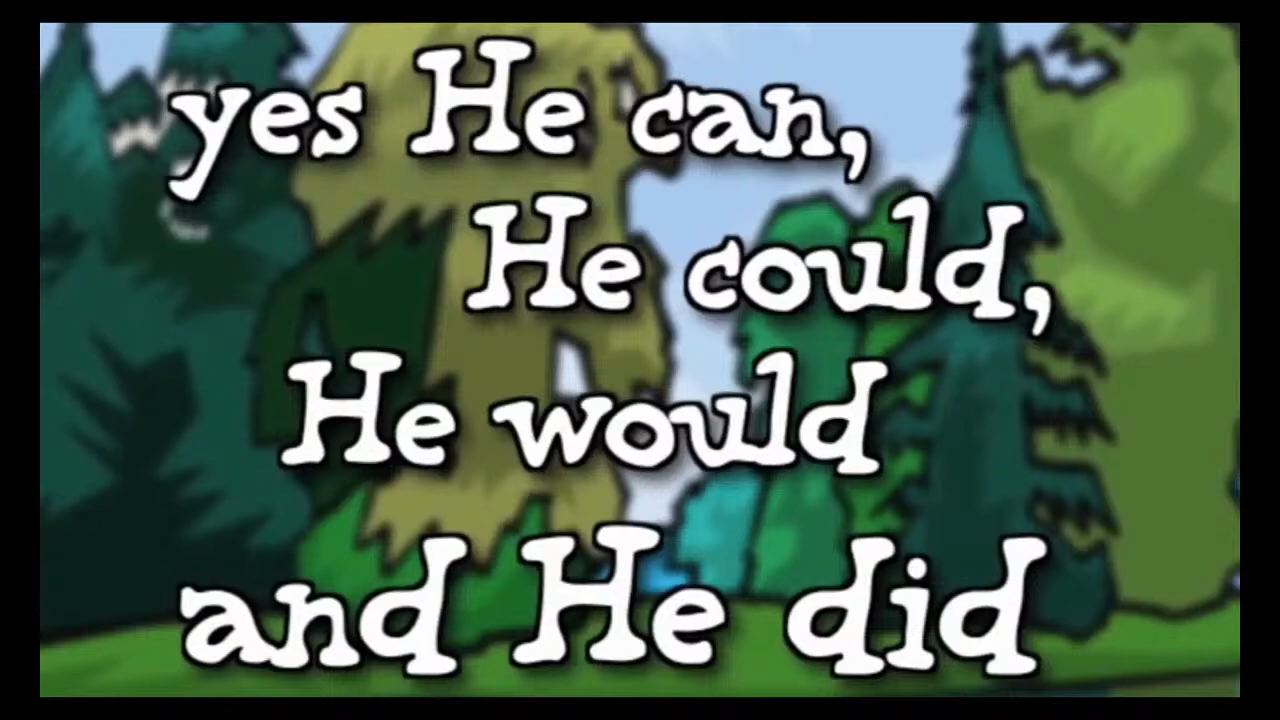 yes He can,
He could,
He would
and He did